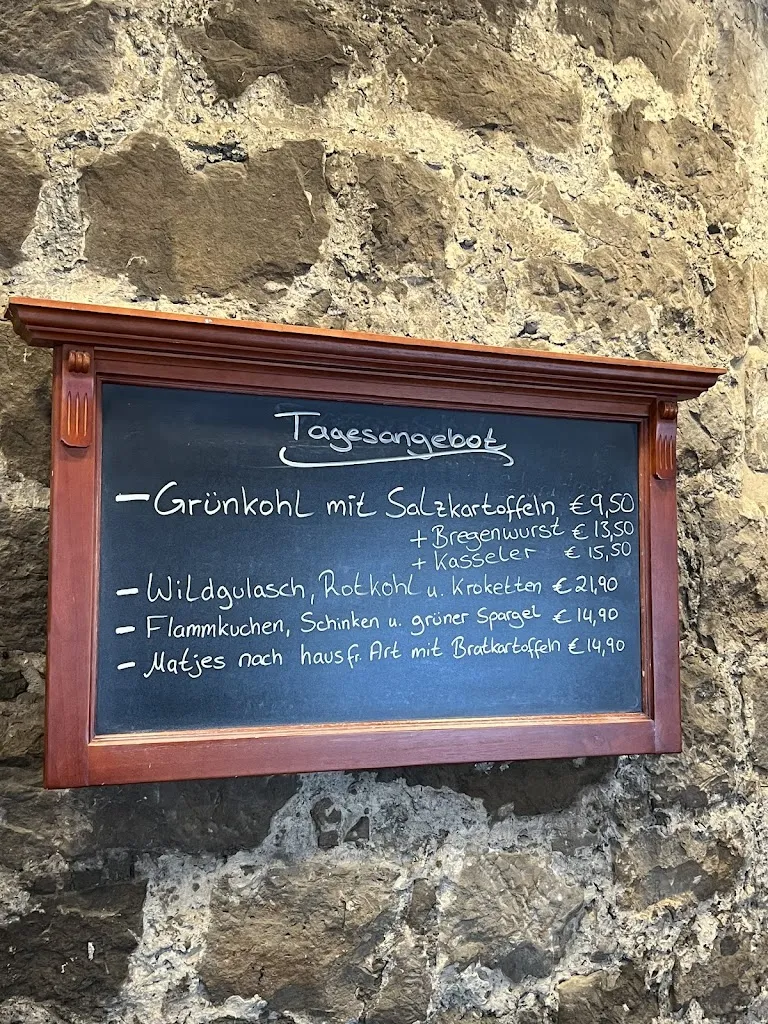 Tagesangebot
- Grünkohl mit Salzkartoffeln €9,50
+ Bregenwurst € 13,50
+ Kasseler € 15,50
- Wildgulasch, Rotkohl u. Kroketten € 21,90
- Flammkuchen, Schinken u. grüner Spargel € 14,90
- Matjes nach hausfr. Art mit Bratkartoffeln €14,90